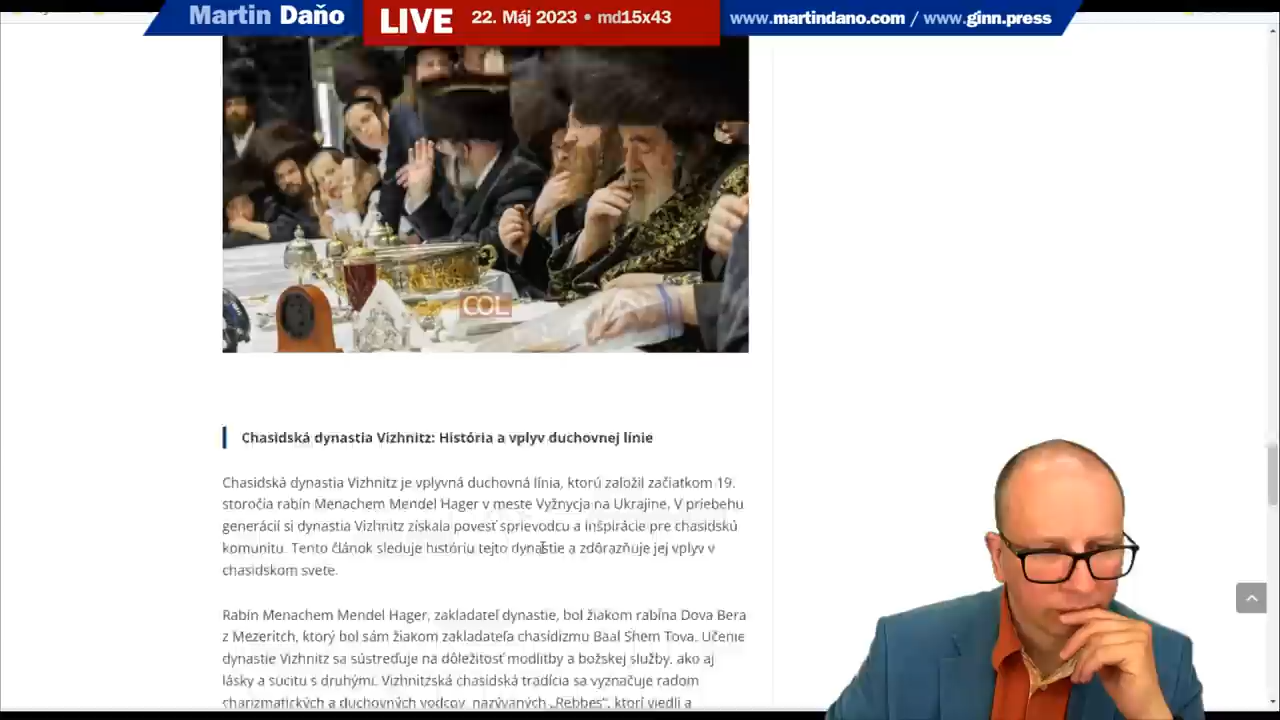 Martin Daňo
LIVE
22. Máj 2023 • md15x43
www.martindano.com / www.ginn.press
COL
Chasidská dynastia Vizhnitz: História a vplyv duchovnej línie
Chasidská dynastia Vizhnitz je vplyvná duchovná línia, ktorú založil začiatkom 19.
storočia rabín Menachem Mendel Hager v meste Vyžnycja na Ukrajine. V priebehu
generácií si dynastia Vizhnitz získala povesť sprievodcu a inšpirácie pre chasidskú
komunitu. Tento článok sleduje históriu tejto dynastie a zdôrazňuje jej vplyv v
chasidskom svete.
Rabín Menachem Mendel Hager, zakladateľ dynastie, bol žiakom rabína Dova Bera
z Mezeritch, ktorý bol sám žiakom zakladateľa chasidizmu Baal Shem Tova. Učenie
dynastie Vizhnitz sa sústreďuje na dôležitosť modlitby a božskej služby, ako aj
lásky a súcitu s druhými. Vizhnitzská chasidská tradícia sa vyznačuje radom
charizmatických a duchovných vodcov, nazývaných „Rebbes“, ktorí viedli a